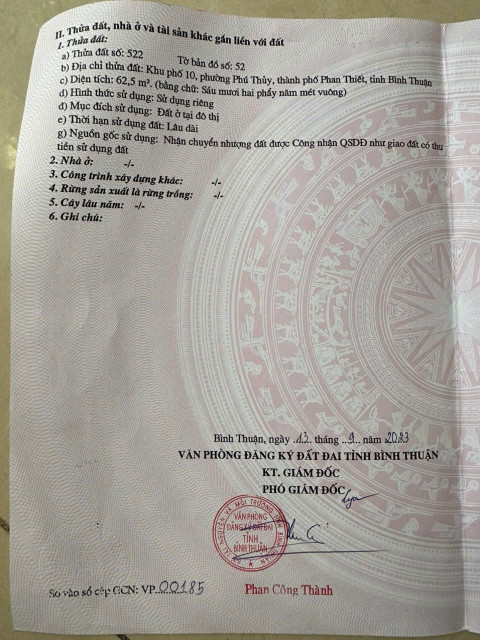 II. Thửa đất, nhà ở và tài sản khác gắn liền với đất
1. Thửa đất:
a) Thửa đất số: 522 Tờ bản đồ số: 52
b) Địa chỉ thửa đất: Khu phố 10, phường Phú Thủy, thành phố Phan Thiết, tỉnh Bình Thuận
c) Diện tích: 62,5 m². (bằng chữ: Sáu mươi hai phẩy năm mét vuông)
d) Hình thức sử dụng: Sử dụng riêng
đ) Mục đích sử dụng: Đất ở tại đô thị
e) Thời hạn sử dụng đất: Lâu dài
g) Nguồn gốc sử dụng: Nhận chuyển nhượng đất được Công nhận QSDĐ như giao đất có thu
tiền sử dụng đất
2. Nhà ở: -/-
3. Công trình xây dựng khác: -/-
4. Rừng sản xuất là rừng trồng: -/-
5. Cây lâu năm: -/-
6. Ghi chú:
Bình Thuận, ngày .13. tháng ..9.. năm 2023
VĂN PHÒNG ĐĂNG KÝ ĐẤT ĐAI TỈNH BÌNH THUẬN
KT. GIÁM ĐỐC
PHÓ GIÁM ĐỐC
VĂN PHÒNG
ĐĂNG KÝ ĐẤT ĐAI
TỈNH
BÌNH THUẬN
Phan Công Thành
Số vào sổ cấp GCN: VP.00185